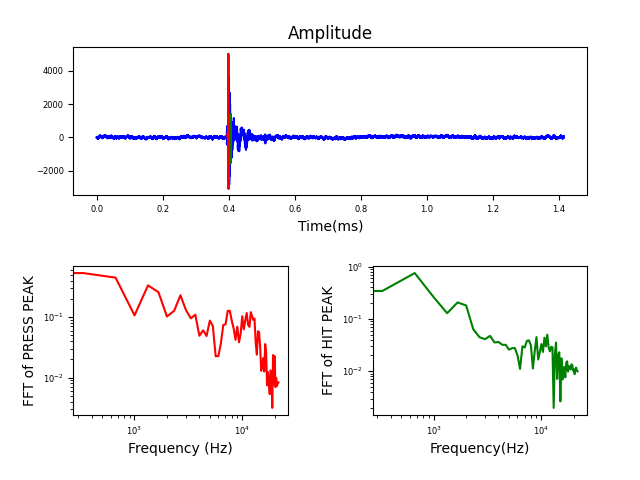 Amplitude
4000
2000
0
−2000
0.0 0.2 0.4 0.6 0.8 1.0 1.2 1.4
Time(ms)
FFT of PRESS PEAK
10⁻¹
10⁻²
10³ 10⁴
Frequency (Hz)
FFT of HIT PEAK
10⁰
10⁻¹
10⁻²
10³ 10⁴
Frequency(Hz)